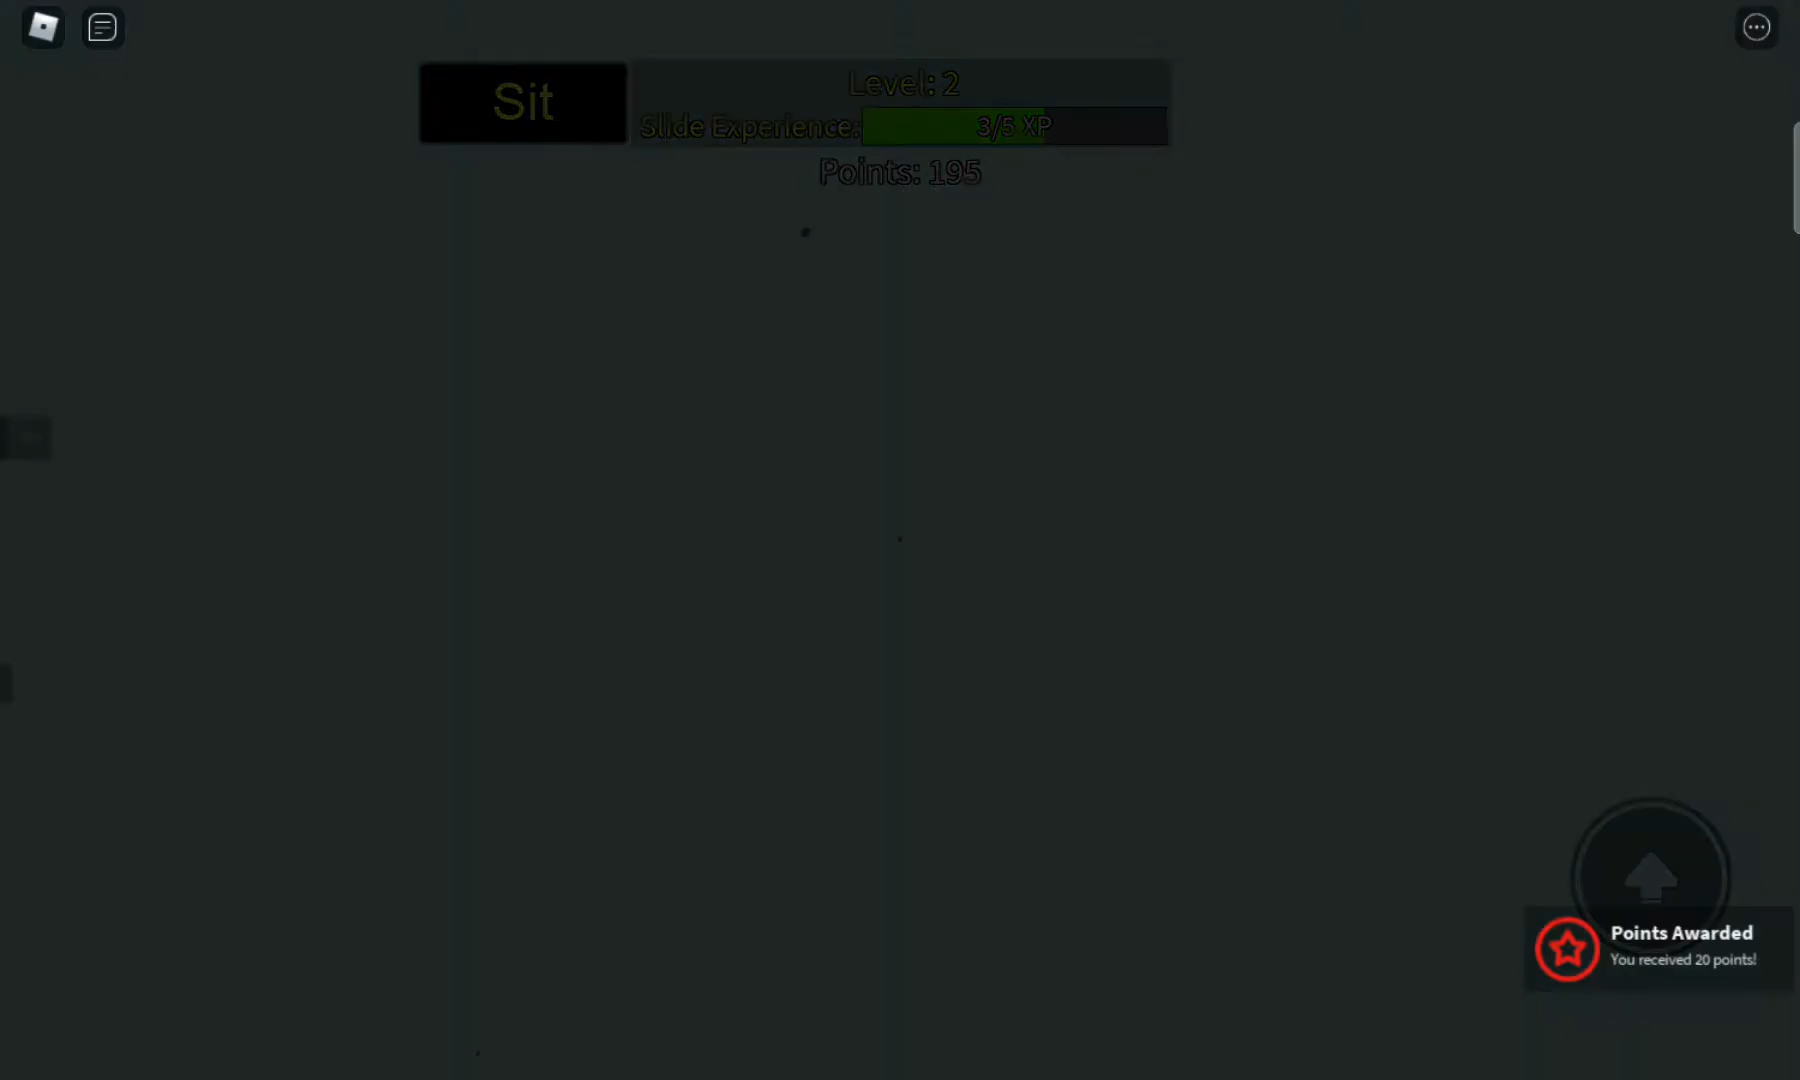 Sit
Level: 2
Slide Experience: 3/5 XP
Points: 195
Points Awarded
You received 20 points!